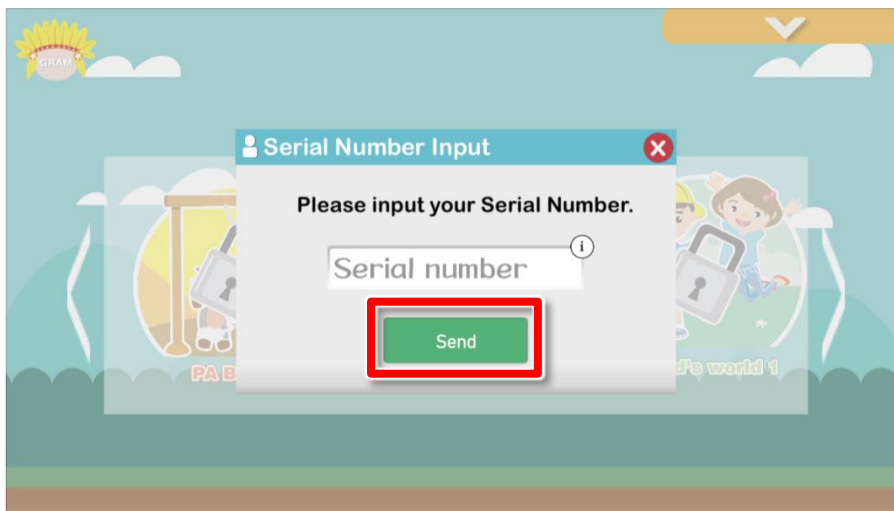 GRAM
Serial Number Input
Please input your Serial Number.
i
Serial number
Send
PA B
d's world 1